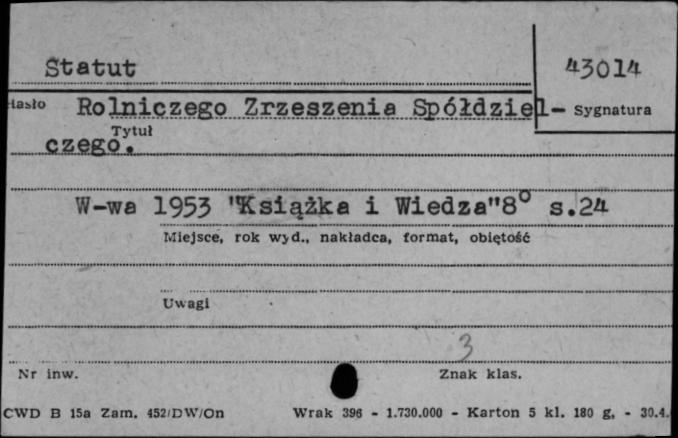 Statut
43014
Hasło
Rolniczego Zrzeszenia Spółdziel-
Sygnatura
Tytuł
czego.
W-wa 1953 "Książka i Wiedza" 8° s.24
Miejsce, rok wyd., nakładca, format, obiętość
Uwagi
3
Nr inw.
Znak klas.
CWD B 15a Zam. 452/DW/On
Wrak 396 - 1.730.000 - Karton 5 kl. 180 g. - 30.4.